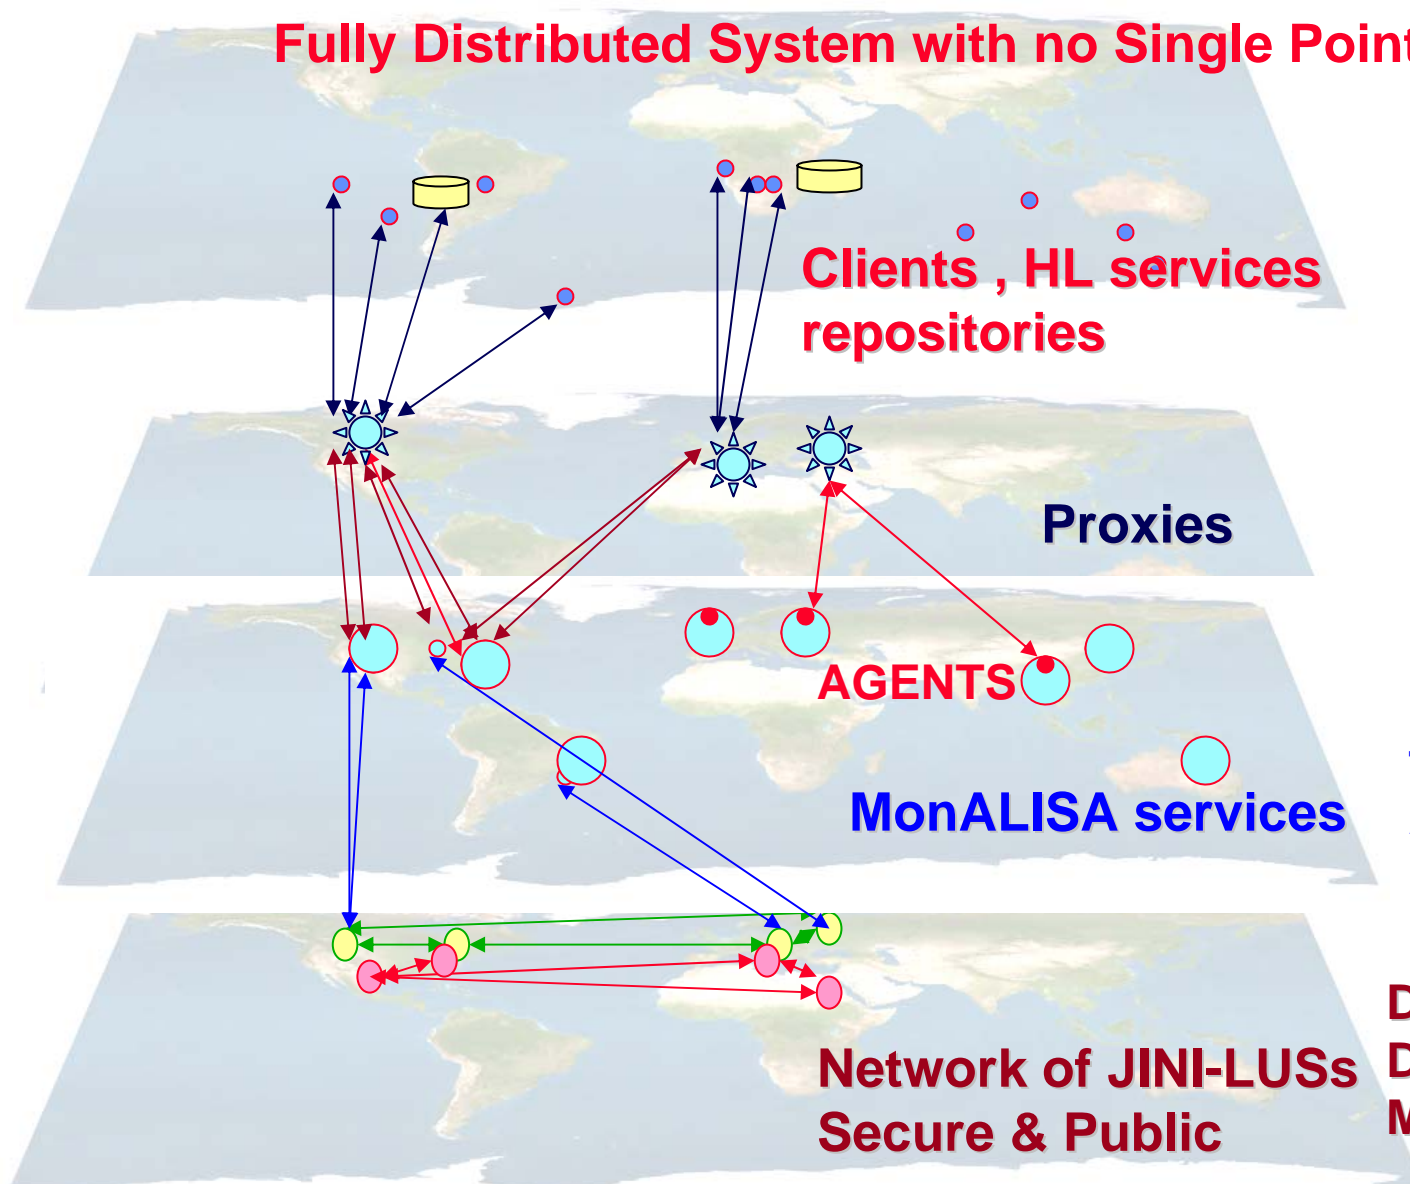 Fully Distributed System with no Single Point
Clients , HL services
repositories
Proxies
AGENTS
MonALISA services
Network of JINI-LUSs
Secure & Public
D
D
M